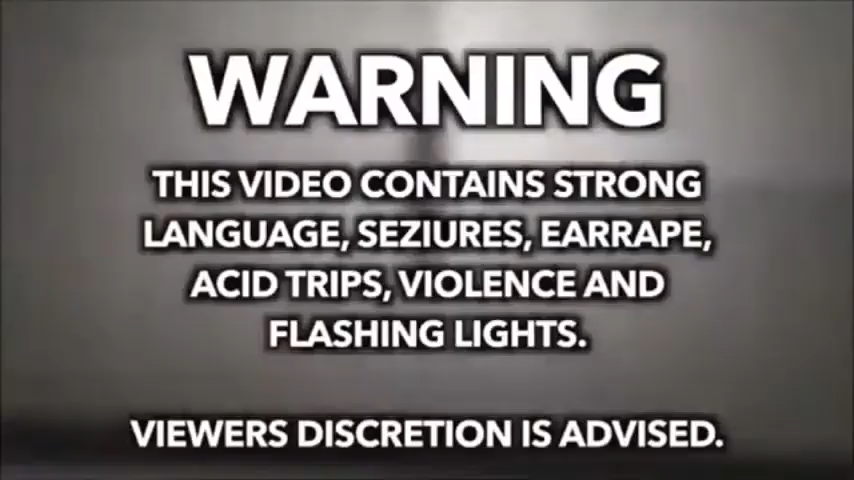 WARNING
THIS VIDEO CONTAINS STRONG
LANGUAGE, SEZIURES, EARRAPE,
ACID TRIPS, VIOLENCE AND
FLASHING LIGHTS.
VIEWERS DISCRETION IS ADVISED.